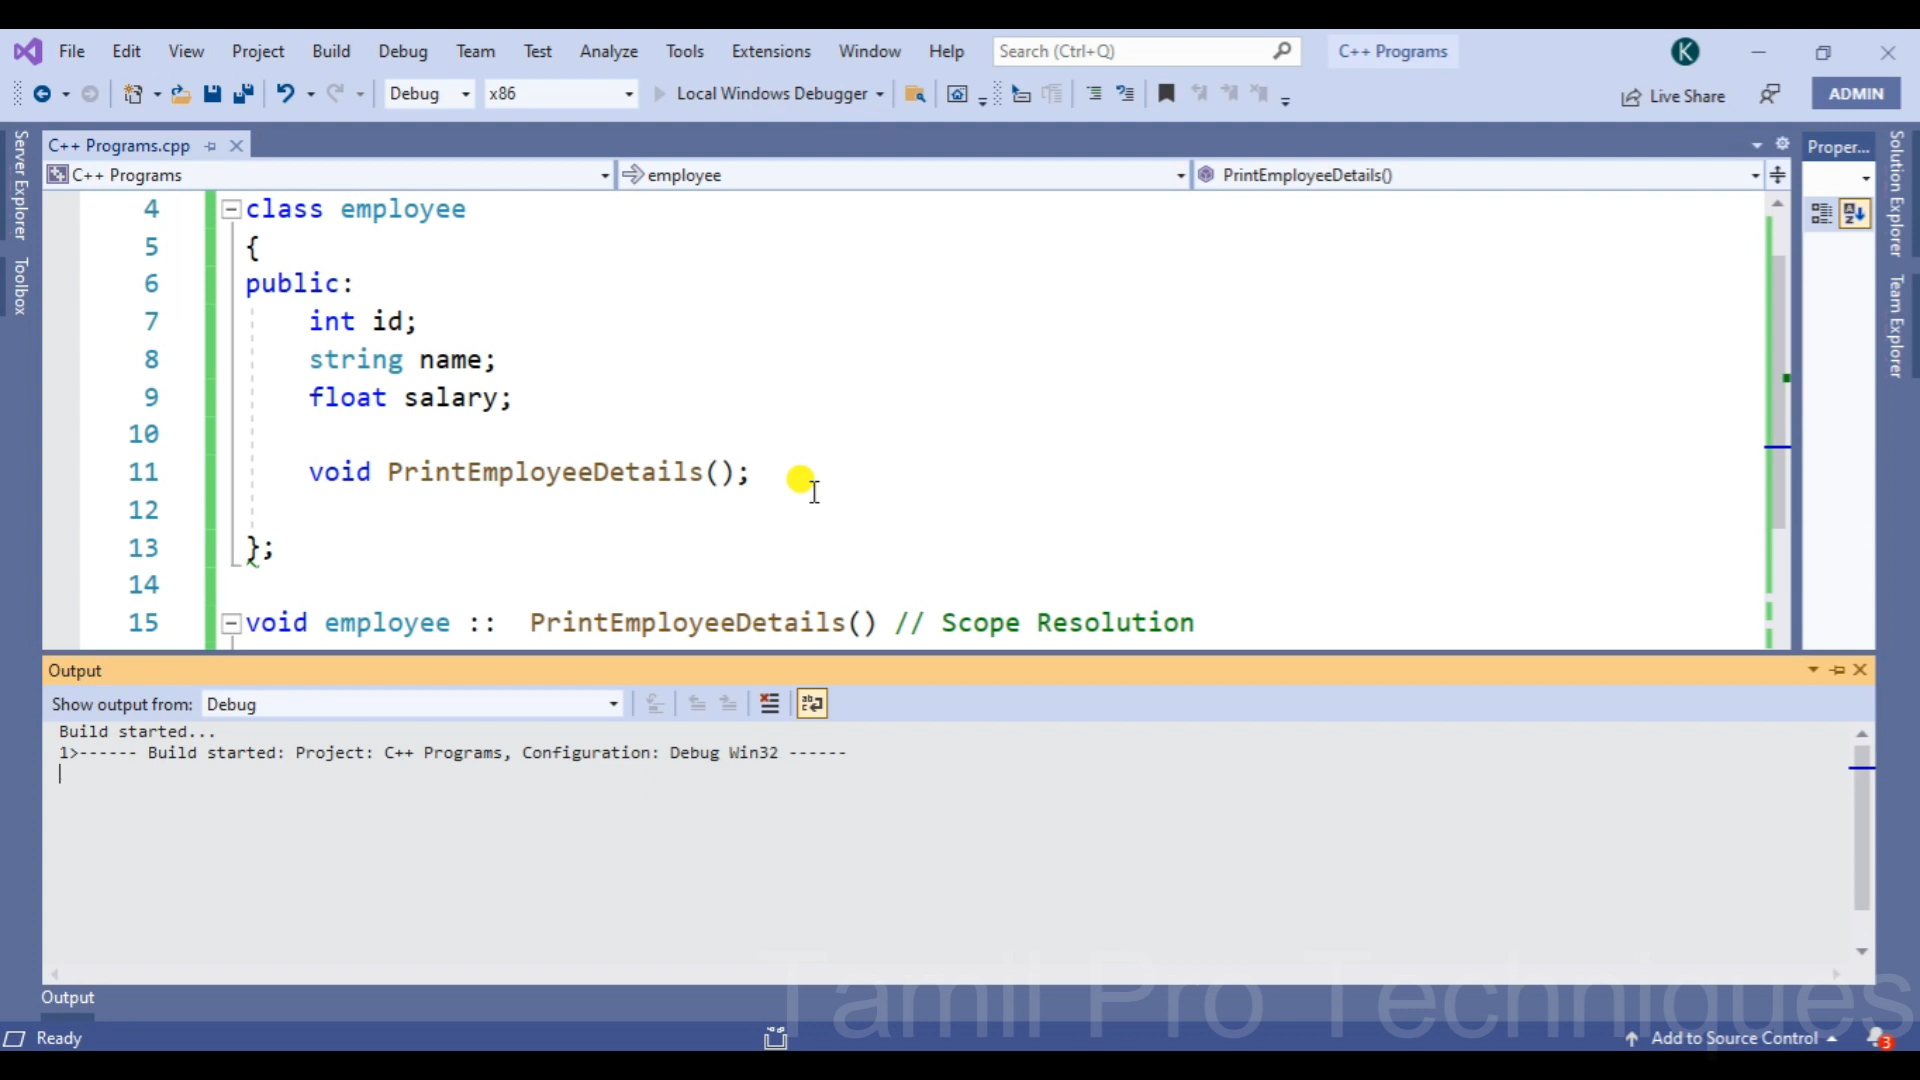 File Edit View Project Build Debug Team Test Analyze Tools Extensions Window Help Search (Ctrl+Q) C++ Programs K
Debug x86 Local Windows Debugger Live Share ADMIN
C++ Programs.cpp
C++ Programs employee PrintEmployeeDetails()
Server Explorer
Toolbox
4 class employee
5 {
6 public:
7 int id;
8 string name;
9 float salary;
10
11 void PrintEmployeeDetails();
12
13 };
14
15 void employee :: PrintEmployeeDetails() // Scope Resolution
Proper...
Solution Explorer
Team Explorer
Output
Show output from: Debug
Build started...
1>------ Build started: Project: C++ Programs, Configuration: Debug Win32 ------
Output
Tamil Pro Techniques
Ready Add to Source Control 3